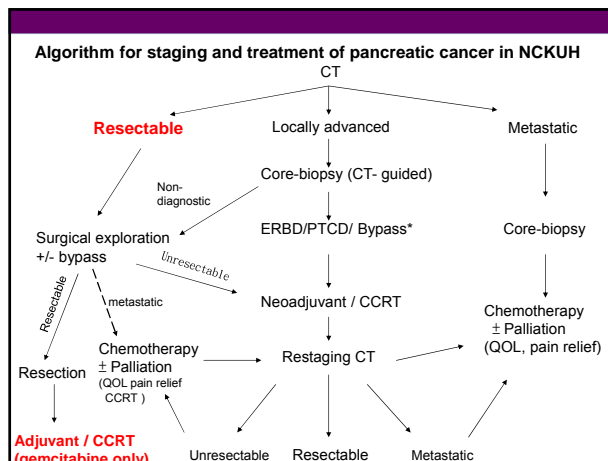 Algorithm for staging and treatment of pancreatic cancer in NCKUH
CT
Resectable
Locally advanced
Metastatic
Core-biopsy (CT- guided)
Non-
diagnostic
Surgical exploration
+/- bypass
ERBD/PTCD/ Bypass*
Core-biopsy
Unresectable
Resectable
metastatic
Neoadjuvant / CCRT
Chemotherapy
± Palliation
(QOL, pain relief)
Chemotherapy
± Palliation
(QOL pain relief
CCRT )
Restaging CT
Resection
Adjuvant / CCRT
(gemcitabine only)
Unresectable
Resectable
Metastatic